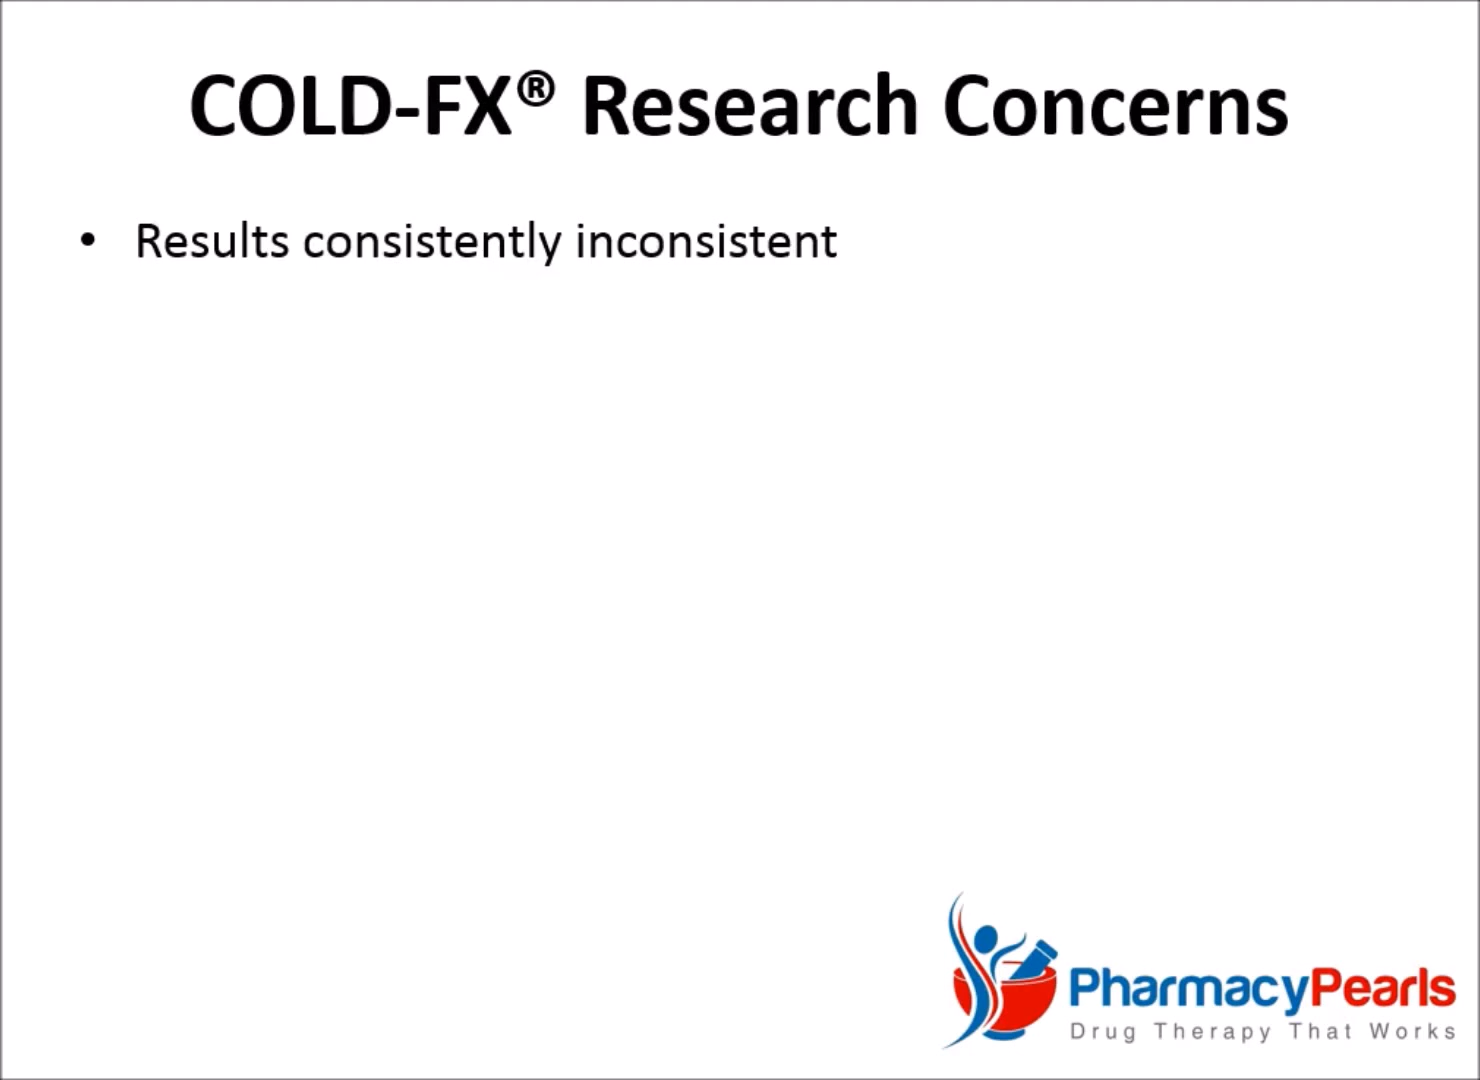 COLD-FX® Research Concerns
• Results consistently inconsistent
PharmacyPearls
Drug Therapy That Works